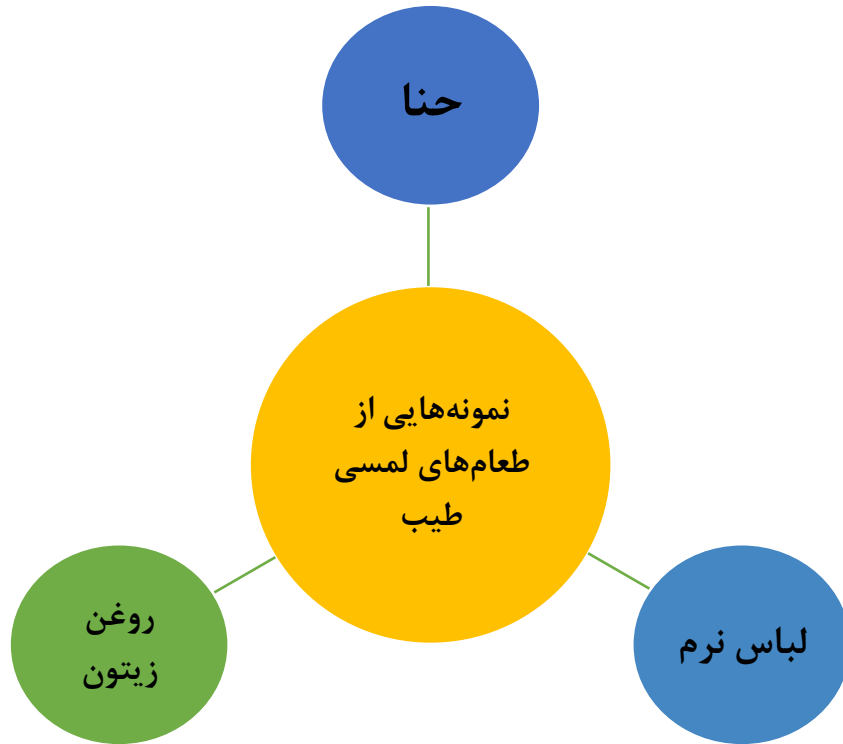 حنا
نمونه‌هایی از
طعام‌های لمسی
طیب
روغن
زیتون
لباس نرم